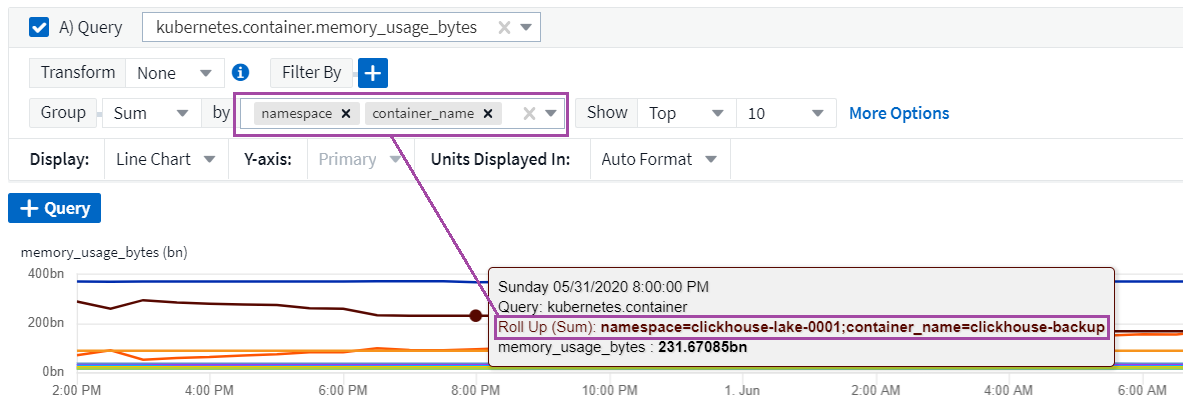 A) Query kubernetes.container.memory_usage_bytes
Transform None Filter By
Group Sum by namespace container_name Show Top 10 More Options
Display: Line Chart Y-axis: Primary Units Displayed In: Auto Format
+ Query
memory_usage_bytes (bn)
400bn
200bn
0bn
Sunday 05/31/2020 8:00:00 PM
Query: kubernetes.container
Roll Up (Sum): namespace=clickhouse-lake-0001;container_name=clickhouse-backup
memory_usage_bytes : 231.67085bn
2:00 PM 4:00 PM 6:00 PM 8:00 PM 10:00 PM 1. Jun 2:00 AM 4:00 AM 6:00 AM